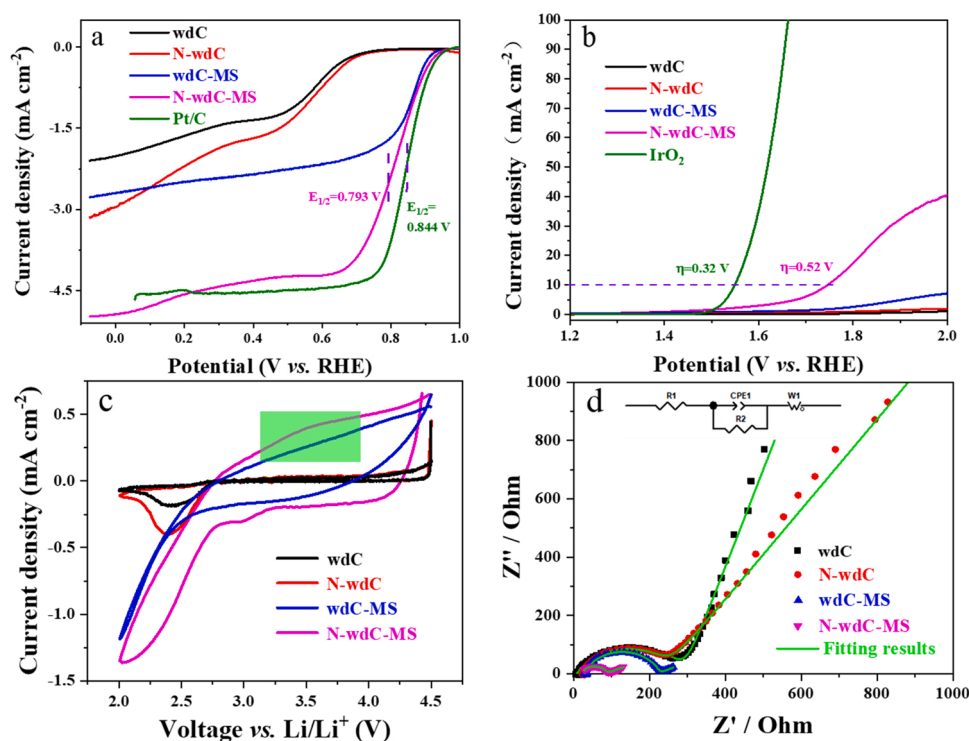 a
wdC
N-wdC
wdC-MS
N-wdC-MS
Pt/C
E1/2=0.793 V
E1/2=
0.844 V
0.0
-1.5
-3.0
-4.5
Current density (mA cm-2)
0.0 0.2 0.4 0.6 0.8 1.0
Potential (V vs. RHE)
b
wdC
N-wdC
wdC-MS
N-wdC-MS
IrO2
η=0.32 V
η=0.52 V
100
90
80
70
60
50
40
30
20
10
0
Current density (mA cm-2)
1.2 1.4 1.6 1.8 2.0
Potential (V vs. RHE)
c
wdC
N-wdC
wdC-MS
N-wdC-MS
0.5
0.0
-0.5
-1.0
-1.5
Current density (mA cm-2)
2.0 2.5 3.0 3.5 4.0 4.5
Voltage vs. Li/Li+ (V)
d
R1
CPE1
W1
R2
wdC
N-wdC
wdC-MS
N-wdC-MS
Fitting results
1000
800
600
400
200
0
Z'' / Ohm
0 200 400 600 800 1000
Z' / Ohm